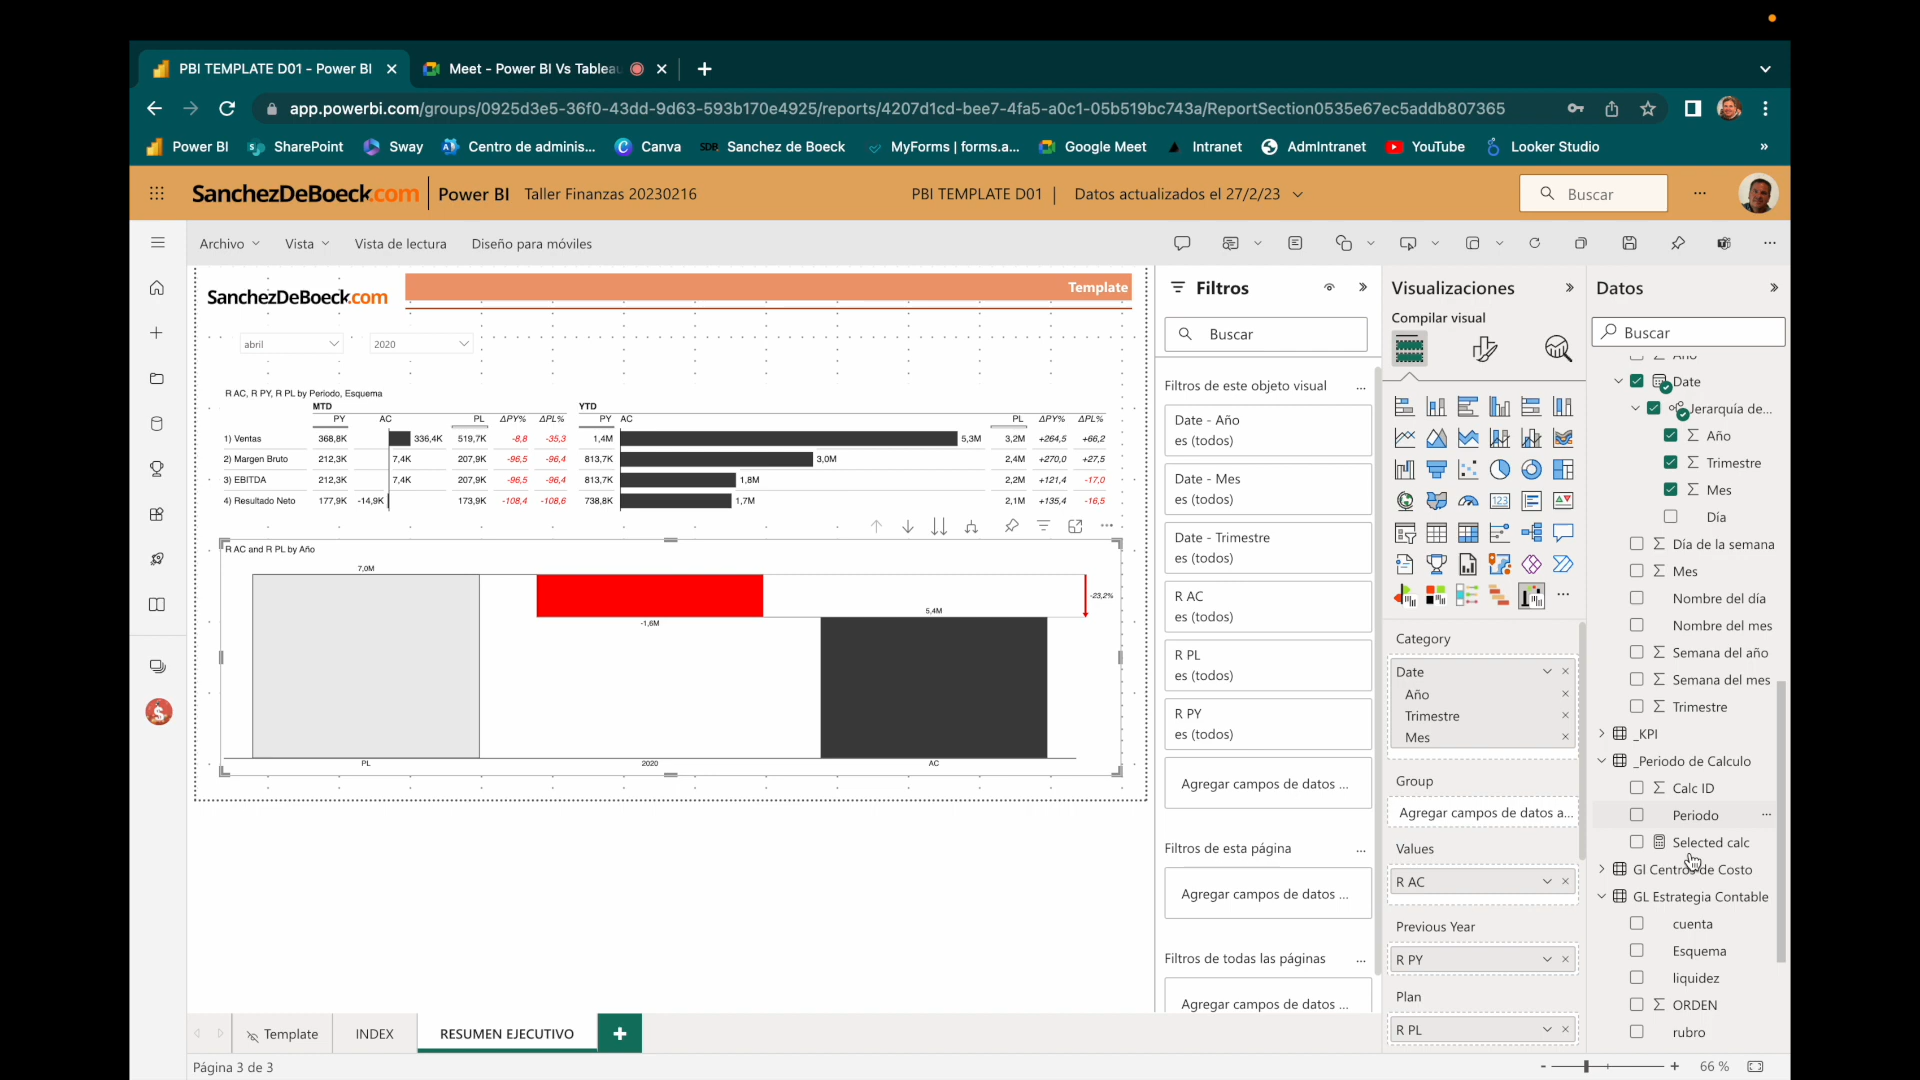 PBI TEMPLATE D01 - Power BI
Meet - Power BI Vs Tableau
app.powerbi.com/groups/0925d3e5-36f0-43dd-9d63-593b170e4925/reports/4207d1cd-bee7-4fa5-a0c1-05b519bc743a/ReportSection0535e67ec5addb807365
Power BI SharePoint Sway Centro de adminis... Canva Sanchez de Boeck MyForms | forms.a... Google Meet Intranet AdmIntranet YouTube Looker Studio »
SanchezDeBoeck.com Power BI Taller Finanzas 20230216 PBI TEMPLATE D01 | Datos actualizados el 27/2/23 Buscar
Archivo Vista Vista de lectura Diseño para móviles
SanchezDeBoeck.com
Template
abril 2020
R AC, R PY, R PL by Periodo, Esquema
MTD YTD
PY AC PL ΔPY% ΔPL% PY AC PL ΔPY% ΔPL%
1) Ventas 368,8K 336,4K 519,7K -8,8 -35,3 1,4M 5,3M 3,2M +264,5 +66,2
2) Margen Bruto 212,3K 7,4K 207,9K -96,5 -96,4 813,7K 3,0M 2,4M +270,0 +27,5
3) EBITDA 212,3K 7,4K 207,9K -96,5 -96,4 813,7K 1,8M 2,2M +121,4 -17,0
4) Resultado Neto 177,9K -14,9K 173,9K -108,4 -108,6 738,8K 1,7M 2,1M +135,4 -16,5
R AC and R PL by Año
7,0M
-23,2%
5,4M
-1,6M
PL 2020 AC
Filtros
Buscar
Filtros de este objeto visual ...
Date - Año
es (todos)
Date - Mes
es (todos)
Date - Trimestre
es (todos)
R AC
es (todos)
R PL
es (todos)
R PY
es (todos)
Agregar campos de datos ...
Filtros de esta página ...
Agregar campos de datos ...
Filtros de todas las páginas ...
Agregar campos de datos ...
Visualizaciones
Compilar visual
Category
Date
Año
Trimestre
Mes
Group
Agregar campos de datos a...
Values
R AC
Previous Year
R PY
Plan
R PL
Datos
Buscar
Año
Date
Jerarquía de...
Año
Trimestre
Mes
Día
Día de la semana
Mes
Nombre del día
Nombre del mes
Semana del año
Semana del mes
Trimestre
_KPI
_Periodo de Calculo
Calc ID
Periodo
Selected calc
GI Centros de Costo
GL Estrategia Contable
cuenta
Esquema
liquidez
ORDEN
rubro
Template INDEX RESUMEN EJECUTIVO +
Página 3 de 3
- + 66 %